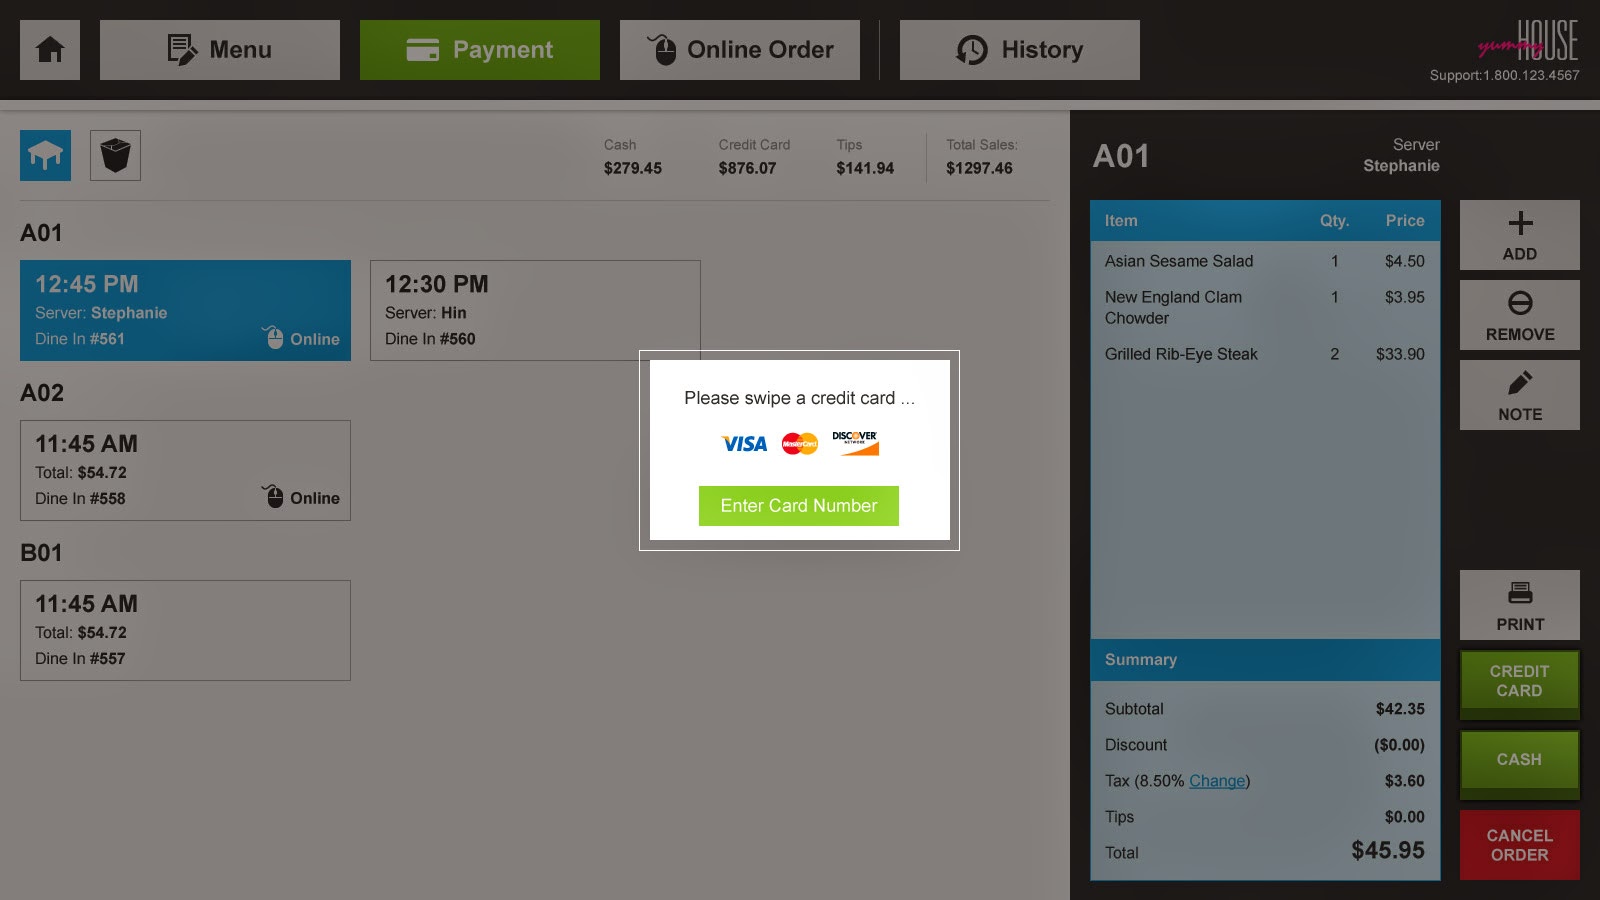 Menu
Payment
Online Order
History
yummy HOUSE
Support:1.800.123.4567
Cash
$279.45
Credit Card
$876.07
Tips
$141.94
Total Sales:
$1297.46
A01
12:45 PM
Server: Stephanie
Dine In #561
Online
12:30 PM
Server: Hin
Dine In #560
A02
11:45 AM
Total: $54.72
Dine In #558
Online
B01
11:45 AM
Total: $54.72
Dine In #557
Please swipe a credit card ...
VISA MasterCard DISCOVER
NETWORK
Enter Card Number
A01
Server
Stephanie
Item Qty. Price
Asian Sesame Salad 1 $4.50
New England Clam 1 $3.95
Chowder
Grilled Rib-Eye Steak 2 $33.90
Summary
Subtotal $42.35
Discount ($0.00)
Tax (8.50% Change) $3.60
Tips $0.00
Total $45.95
ADD
REMOVE
NOTE
PRINT
CREDIT
CARD
CASH
CANCEL
ORDER